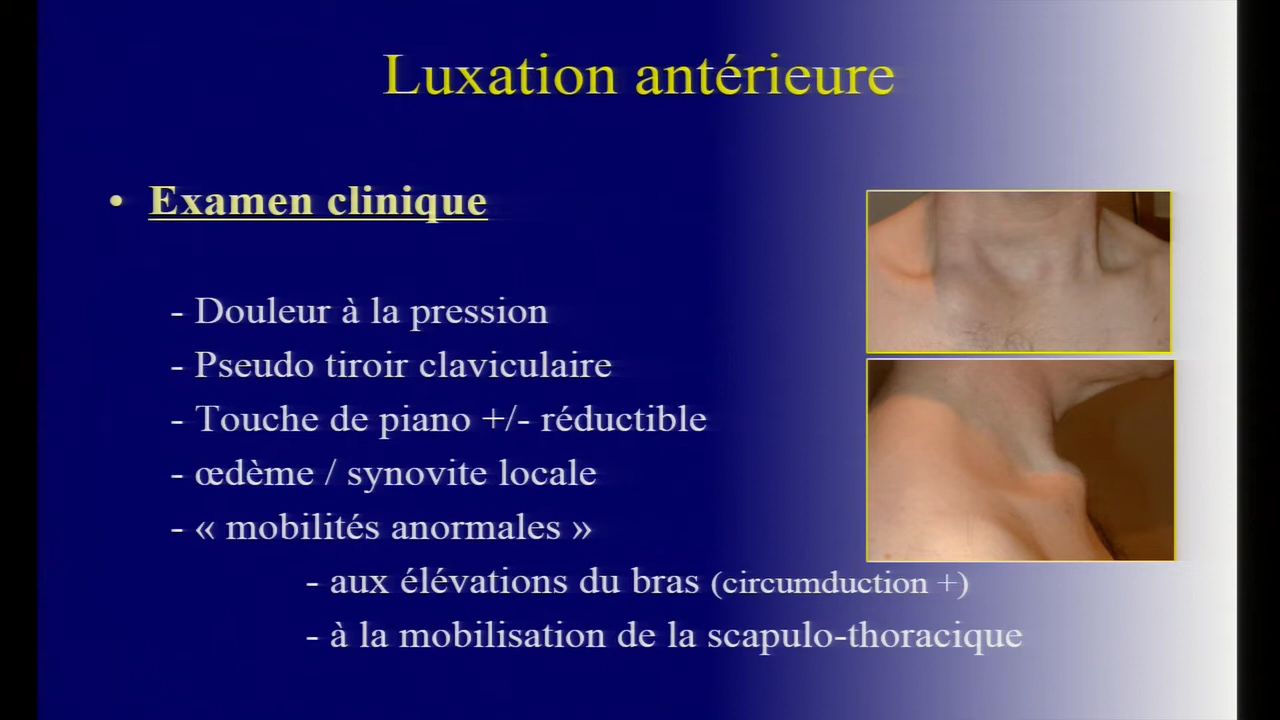 Luxation antérieure
• Examen clinique
- Douleur à la pression
- Pseudo tiroir claviculaire
- Touche de piano +/- réductible
- œdème / synovite locale
- « mobilités anormales »
- aux élévations du bras (circumduction +)
- à la mobilisation de la scapulo-thoracique